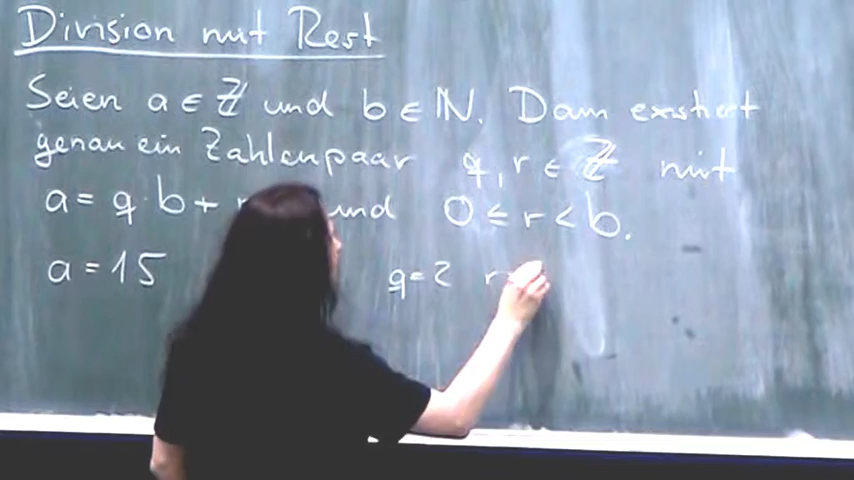 Division mit Rest
Seien a ∈ ℤ und b ∈ ℕ. Dann existiert
genau ein Zahlenpaar q, r ∈ ℤ mit
a = q · b + r und 0 ≤ r < b.
a = 15 q = 2 r